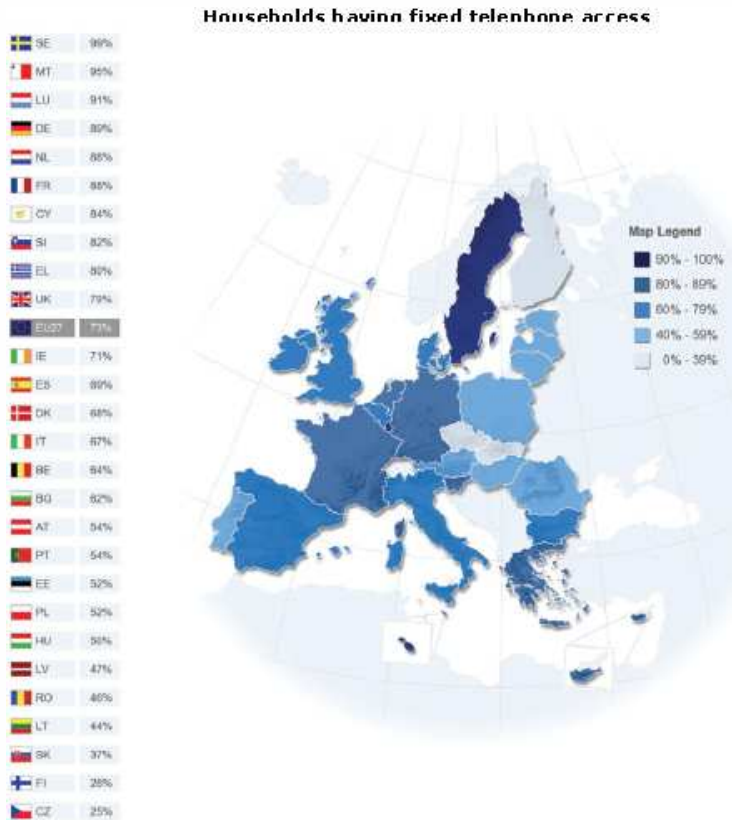 Households having fixed telephone access
SE 99%
MT 95%
LU 91%
DE 89%
NL 88%
FR 88%
CY 84%
SI 82%
EL 80%
UK 79%
EU27 73%
IE 71%
ES 69%
DK 68%
IT 67%
BE 64%
BG 62%
AT 54%
PT 54%
EE 52%
PL 52%
HU 50%
LV 47%
RO 46%
LT 44%
SK 37%
FI 28%
CZ 25%
Map Legend
90% - 100%
80% - 89%
60% - 79%
40% - 59%
0% - 39%